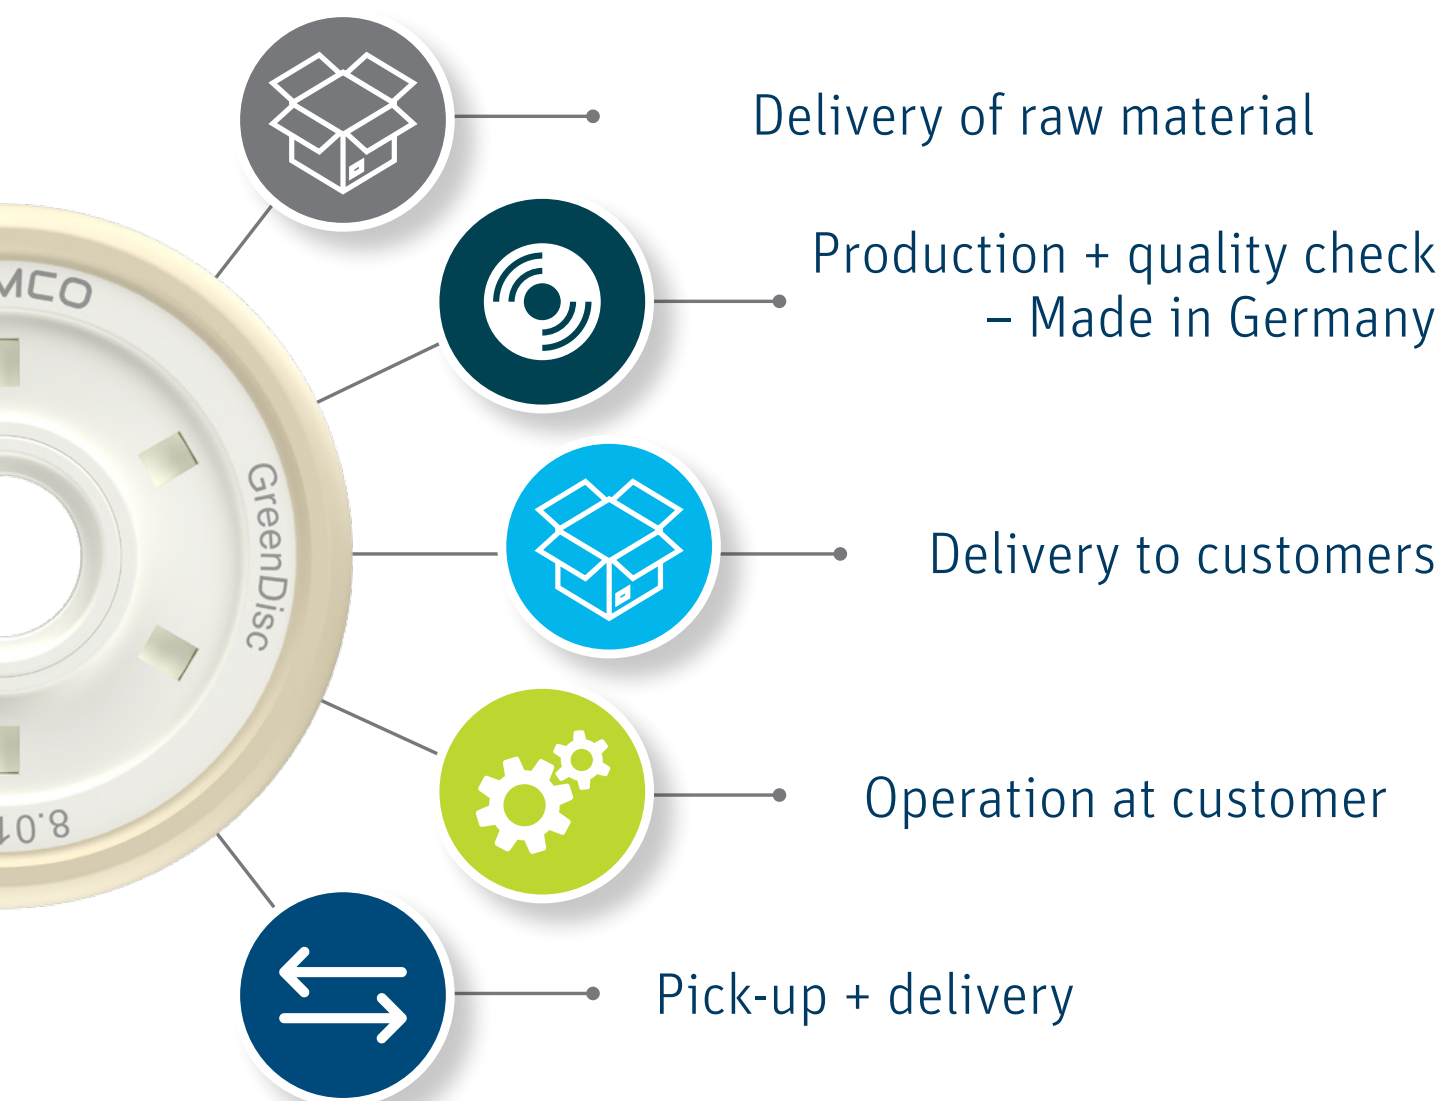 Delivery of raw material
Production + quality check
– Made in Germany
MCO
GreenDisc
Delivery to customers
Operation at customer
8.01
Pick-up + delivery